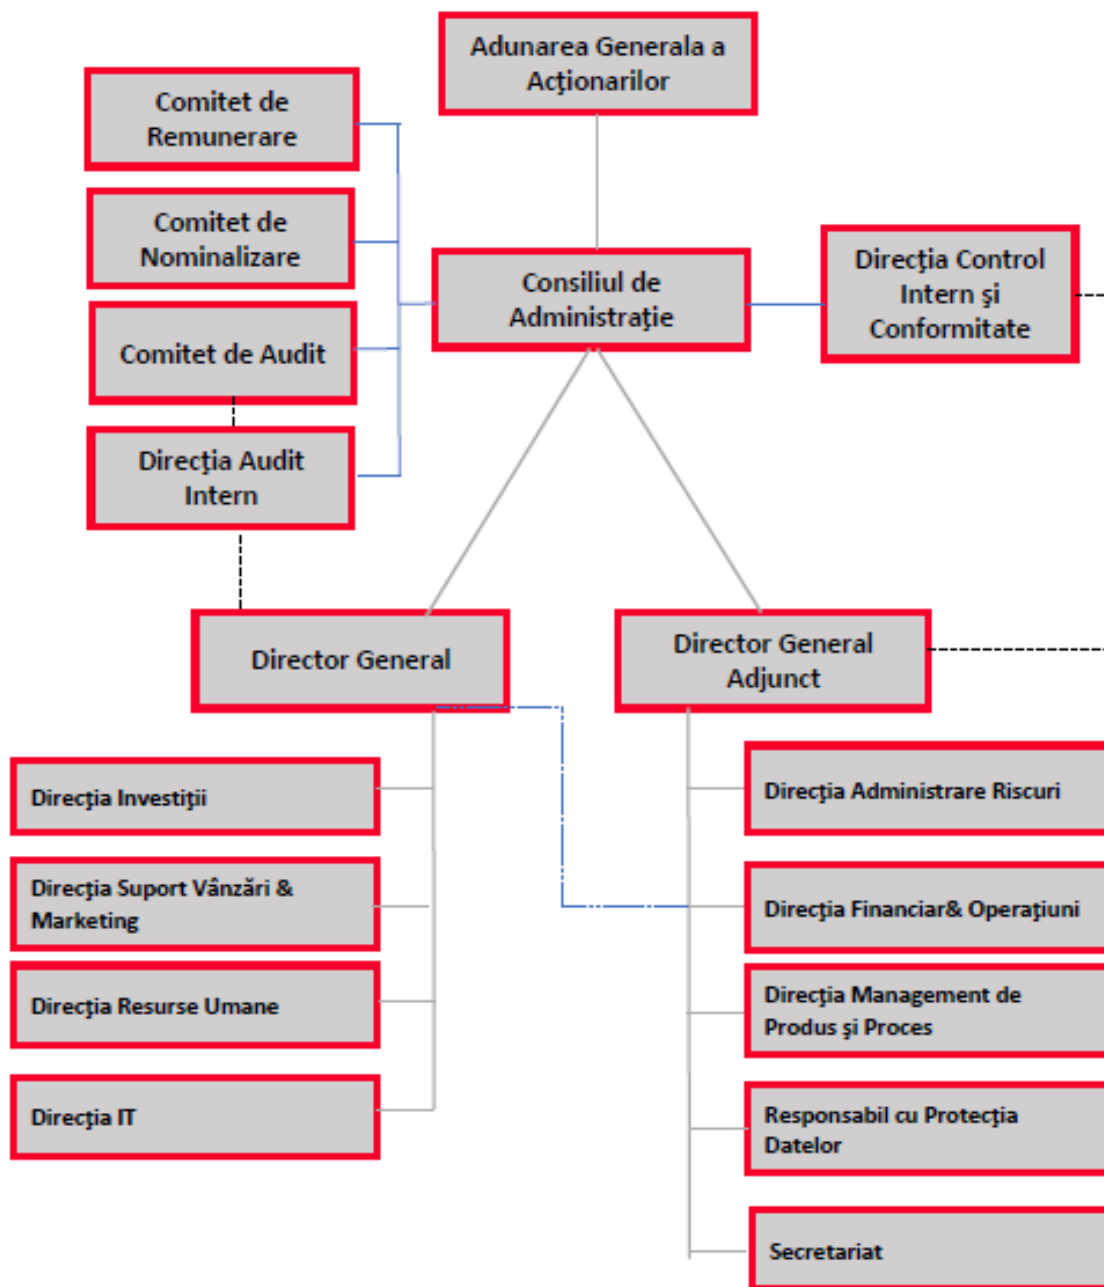 Adunarea Generala a
Acţionarilor
Comitet de
Remunerare
Comitet de
Nominalizare
Comitet de Audit
Direcţia Audit
Intern
Consiliul de
Administraţie
Direcţia Control
Intern şi
Conformitate
Director General
Director General
Adjunct
Direcţia Investiţii
Direcţia Suport Vânzări &
Marketing
Direcţia Resurse Umane
Direcţia IT
Direcţia Administrare Riscuri
Direcţia Financiar& Operaţiuni
Direcţia Management de
Produs şi Proces
Responsabil cu Protecţia
Datelor
Secretariat